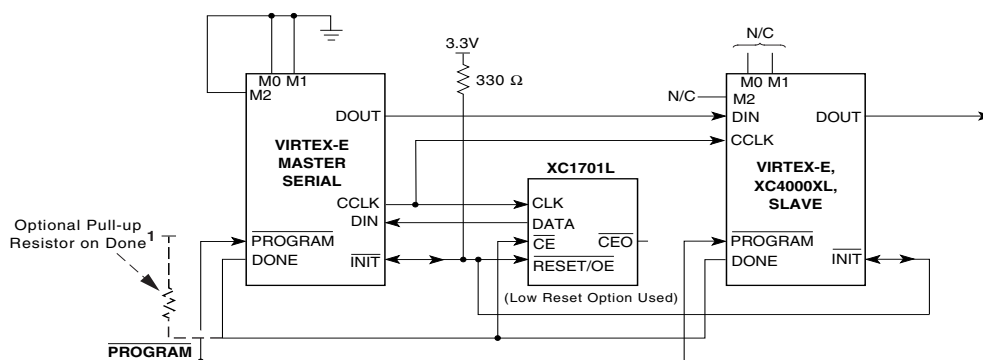 N/C
3.3V
M0 M1
330 Ω
M0 M1
M2
N/C
M2
DOUT
DIN
DOUT
VIRTEX-E
MASTER
SERIAL
CCLK
XC1701L
VIRTEX-E,
XC4000XL,
SLAVE
CCLK
CLK
Optional Pull-up
Resistor on Done1
DIN
DATA
PROGRAM
CE
CEO
PROGRAM
DONE
INIT
RESET/OE
DONE
INIT
(Low Reset Option Used)
PROGRAM